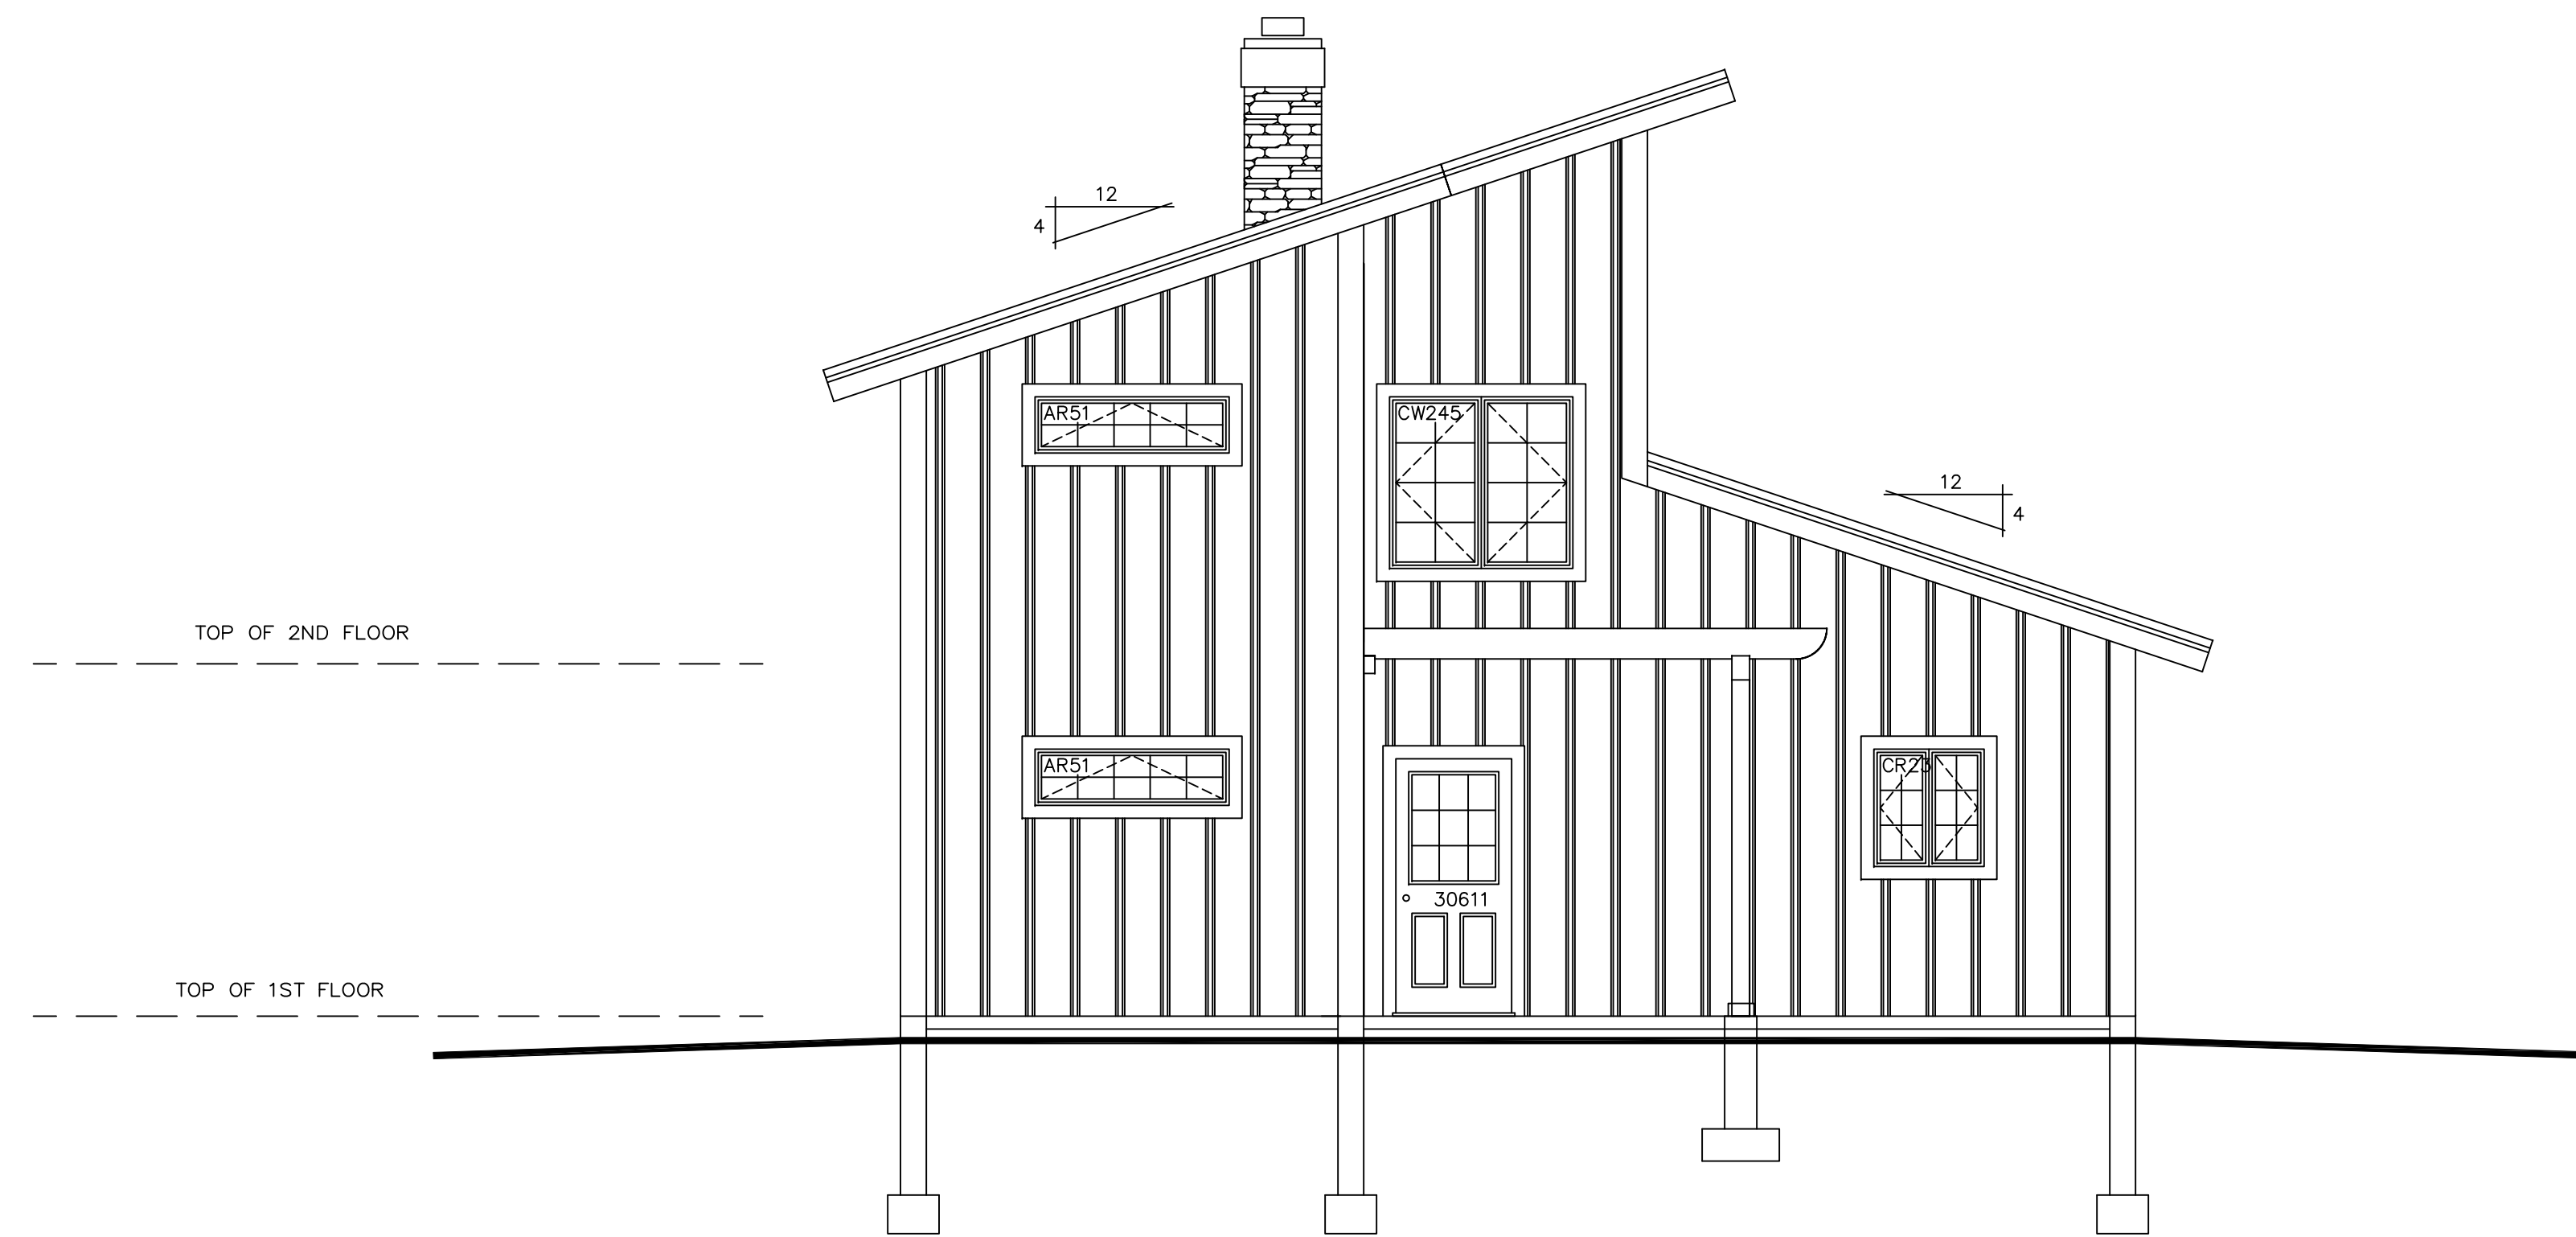 12
4
AR51
CW245
12
4
TOP OF 2ND FLOOR
AR51
CR23
30611
TOP OF 1ST FLOOR